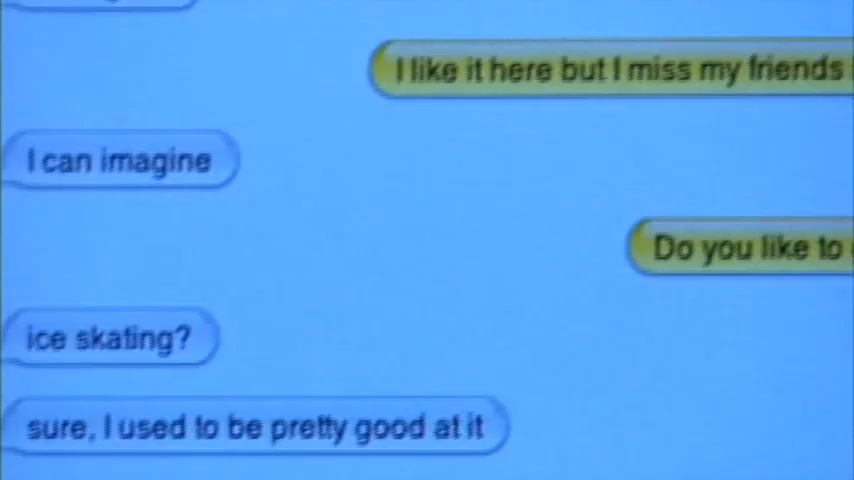 I like it here but I miss my friends
I can imagine
Do you like to
ice skating?
sure, I used to be pretty good at it